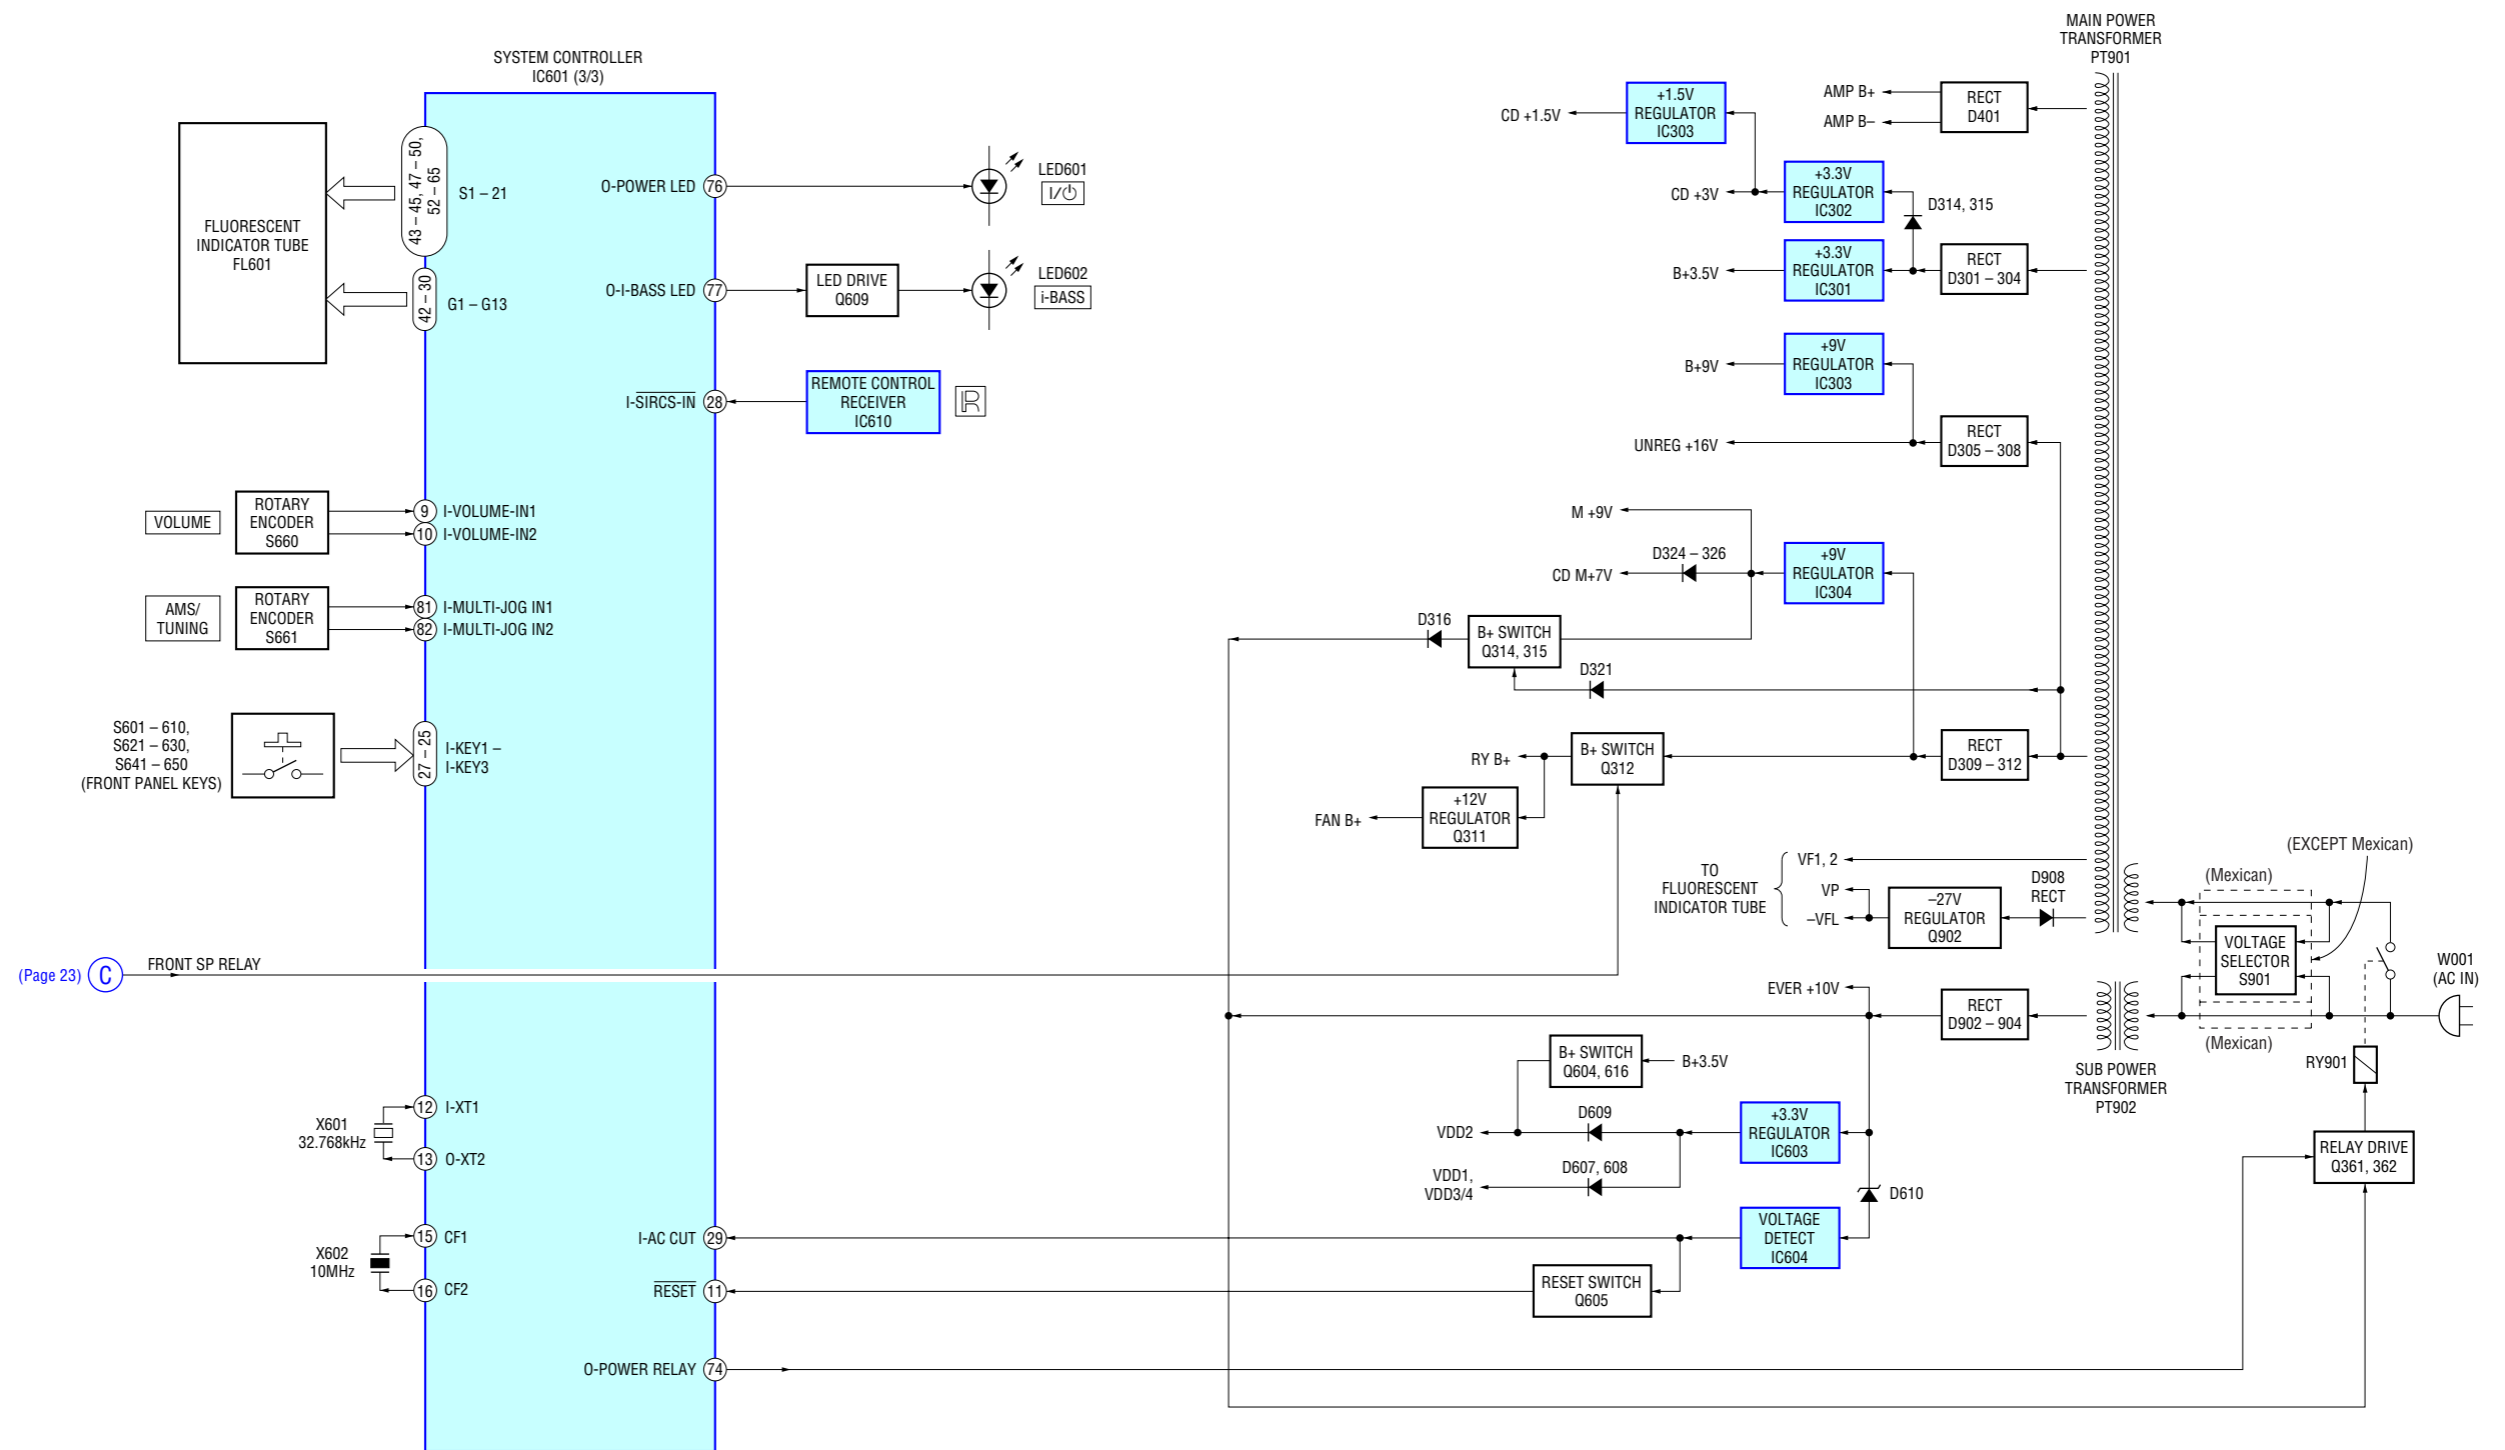 SYSTEM CONTROLLER
IC601 (3/3)
FLUORESCENT
INDICATOR TUBE
FL601
43 – 45, 47 – 50,
52 – 65
S1 – 21
42 – 30
G1 – G13
O-POWER LED
76
LED601
I/
O-I-BASS LED
77
LED DRIVE
Q609
LED602
i-BASS
I-SIRCS-IN
28
REMOTE CONTROL
RECEIVER
IC610
R
VOLUME
ROTARY
ENCODER
S660
9
I-VOLUME-IN1
10
I-VOLUME-IN2
AMS/
TUNING
ROTARY
ENCODER
S661
81
I-MULTI-JOG IN1
82
I-MULTI-JOG IN2
S601 – 610,
S621 – 630,
S641 – 650
(FRONT PANEL KEYS)
27 – 25
I-KEY1 –
I-KEY3
(Page 23)
C
FRONT SP RELAY
X601
32.768kHz
12
I-XT1
13
O-XT2
X602
10MHz
15
CF1
16
CF2
I-AC CUT
29
RESET
11
O-POWER RELAY
74
MAIN POWER
TRANSFORMER
PT901
AMP B+
AMP B–
RECT
D401
CD +1.5V
+1.5V
REGULATOR
IC303
CD +3V
+3.3V
REGULATOR
IC302
D314, 315
B+3.5V
+3.3V
REGULATOR
IC301
RECT
D301 – 304
B+9V
+9V
REGULATOR
IC303
UNREG +16V
RECT
D305 – 308
M +9V
D324 – 326
CD M+7V
+9V
REGULATOR
IC304
D316
B+ SWITCH
Q314, 315
D321
RY B+
B+ SWITCH
Q312
RECT
D309 – 312
FAN B+
+12V
REGULATOR
Q311
TO
FLUORESCENT
INDICATOR TUBE
VF1, 2
VP
–VFL
–27V
REGULATOR
Q902
D908
RECT
(EXCEPT Mexican)
(Mexican)
VOLTAGE
SELECTOR
S901
(Mexican)
W001
(AC IN)
EVER +10V
RECT
D902 – 904
SUB POWER
TRANSFORMER
PT902
RY901
RELAY DRIVE
Q361, 362
B+ SWITCH
Q604, 616
B+3.5V
VDD2
D609
+3.3V
REGULATOR
IC603
VDD1,
VDD3/4
D607, 608
D610
VOLTAGE
DETECT
IC604
RESET SWITCH
Q605